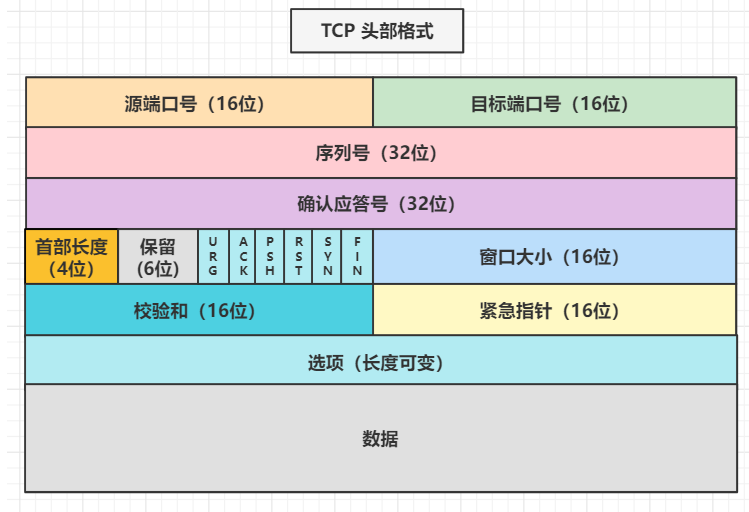 TCP 头部格式
源端口号（16位）
目标端口号（16位）
序列号（32位）
确认应答号（32位）
首部长度
（4位）
保留
（6位）
URG
ACK
PSH
RST
SYN
FIN
窗口大小（16位）
校验和（16位）
紧急指针（16位）
选项（长度可变）
数据